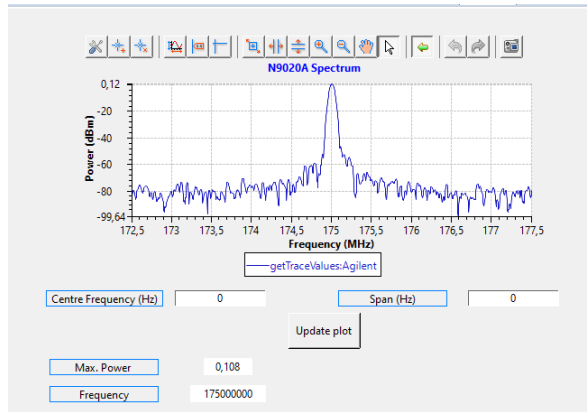 N9020A Spectrum
0,12
-20
-40
-60
-80
-99,64
Power (dBm)
172,5 173 173,5 174 174,5 175 175,5 176 176,5 177 177,5
Frequency (MHz)
getTraceValues:Agilent
Centre Frequency (Hz) 0 Span (Hz) 0
Update plot
Max. Power 0,108
Frequency 175000000